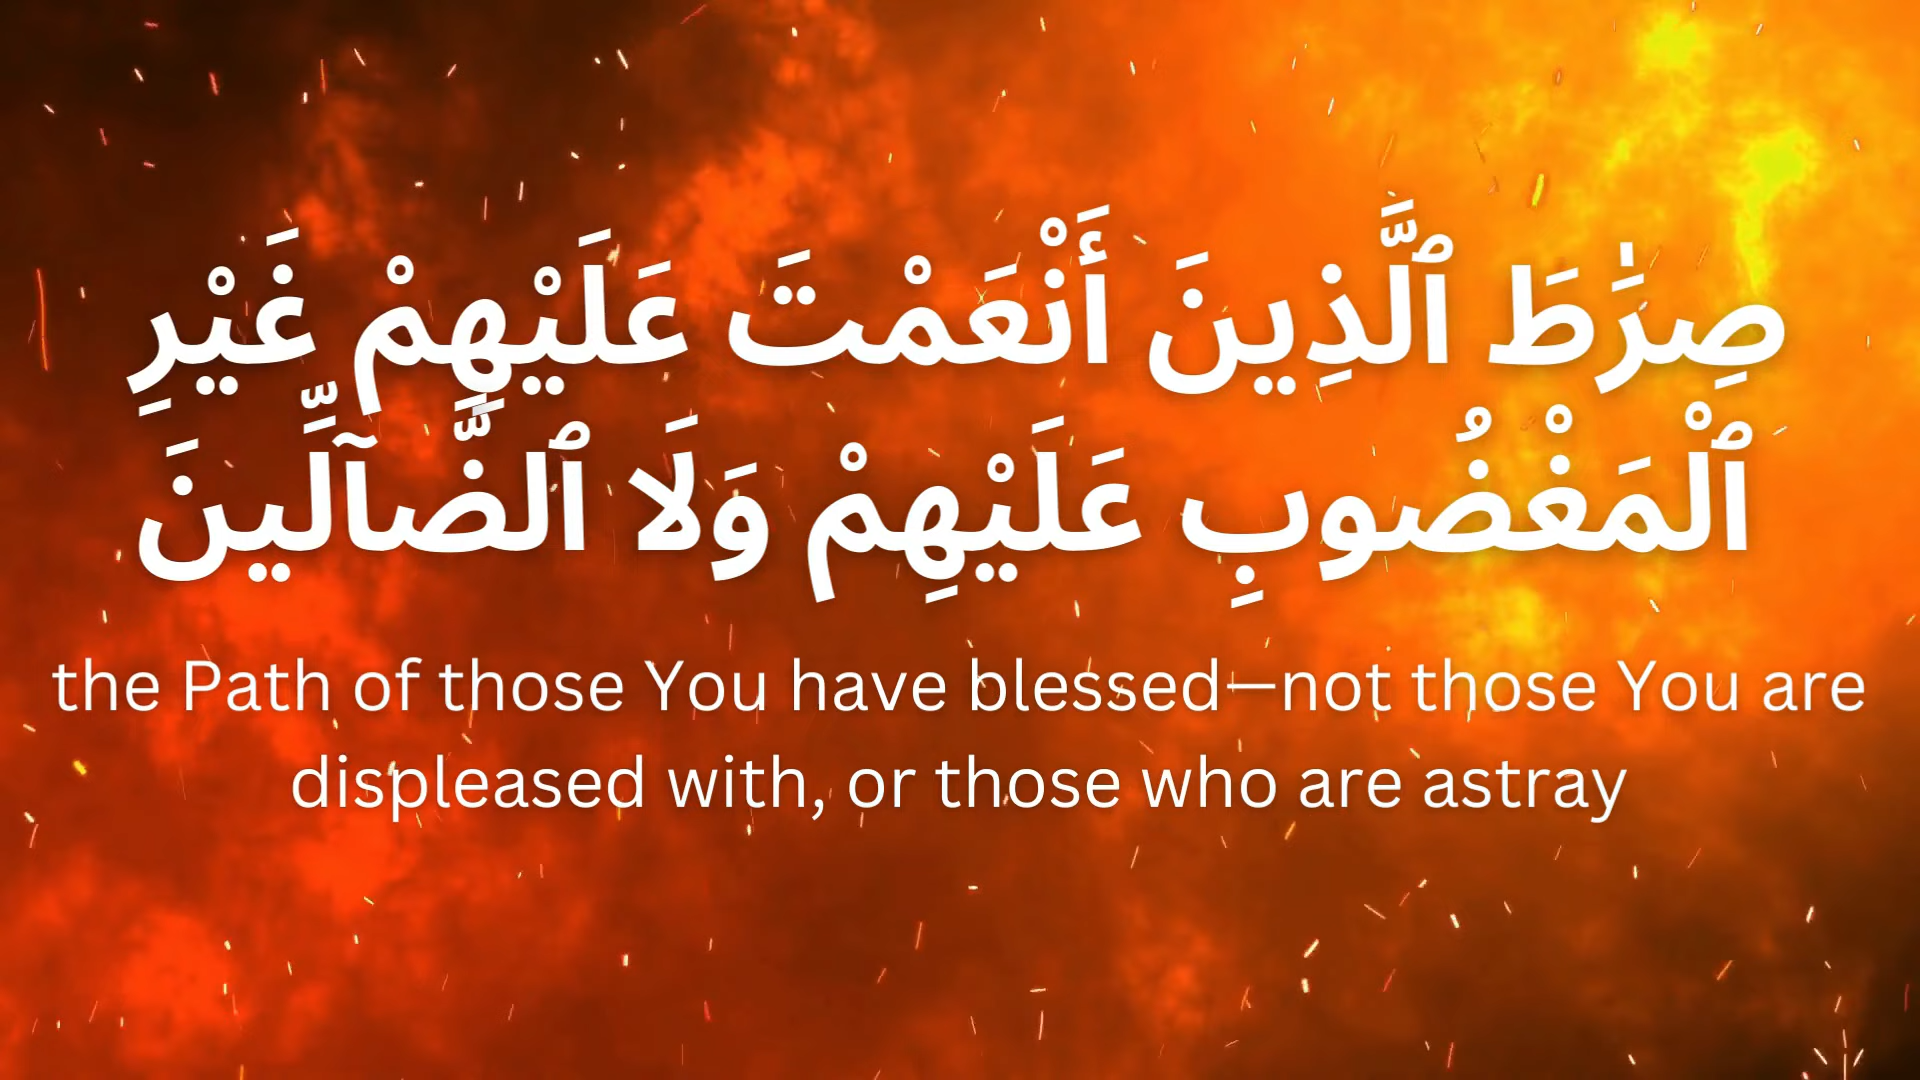 صِرَٰطَ ٱلَّذِينَ أَنْعَمْتَ عَلَيْهِمْ غَيْرِ
ٱلْمَغْضُوبِ عَلَيْهِمْ وَلَا ٱلضَّآلِّينَ
the Path of those You have blessed—not those You are
displeased with, or those who are astray